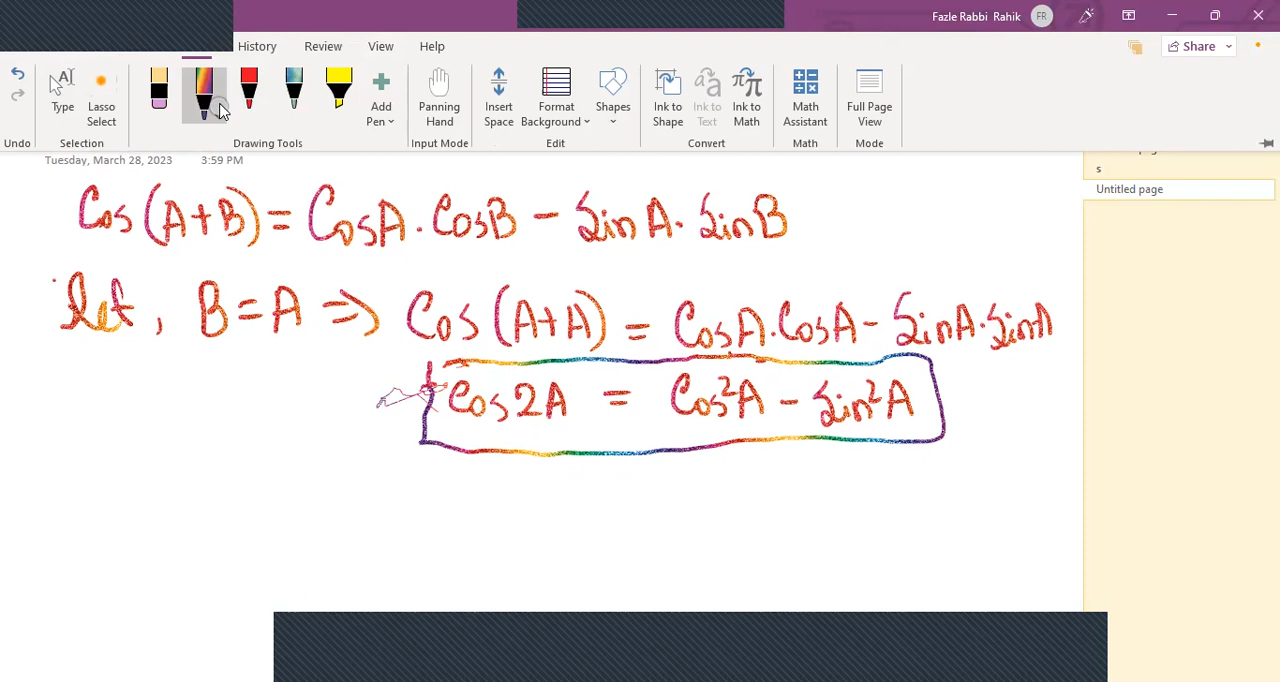 Fazle Rabbi Rahik FR
History Review View Help Share
Undo Type Lasso Select Add Pen Panning Hand Insert Space Format Background Shapes Ink to Shape Ink to Text Ink to Math Math Assistant Full Page View
Undo Selection Drawing Tools Input Mode Edit Convert Math Mode
Tuesday, March 28, 2023 3:59 PM
s
Untitled page
Cos(A+B) = CosA.CosB - SinA.SinB
let, B=A => Cos(A+A) = CosA.CosA - SinA.SinA
Cos2A = Cos²A - Sin²A